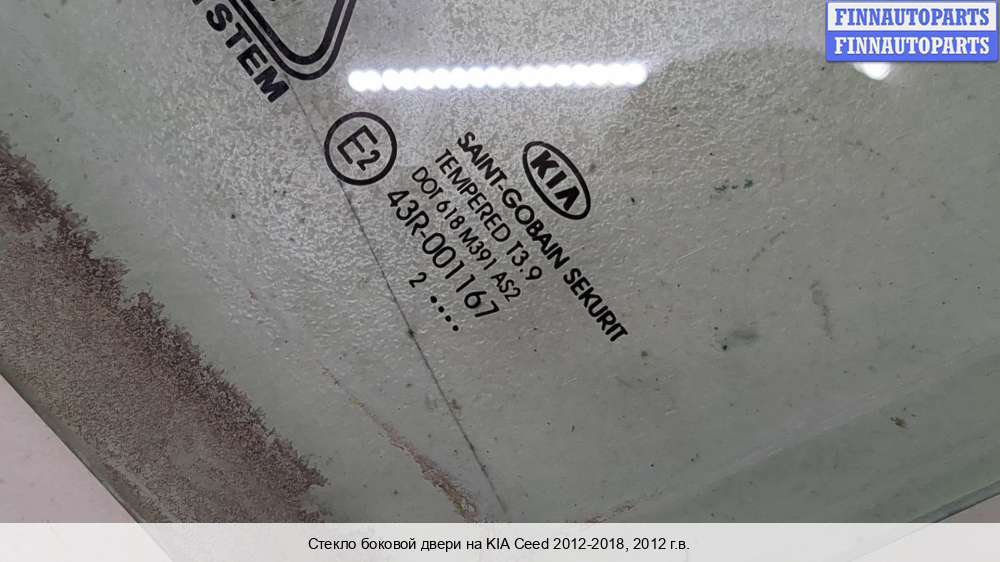 FINNAUTOPARTS
FINNAUTOPARTS
SYSTEM
E2
KIA
SAINT-GOBAIN SEKURIT
TEMPERED T3.9
DOT 618 M391 AS2
43R-001167
2 ....
Стекло боковой двери на KIA Ceed 2012-2018, 2012 г.в.